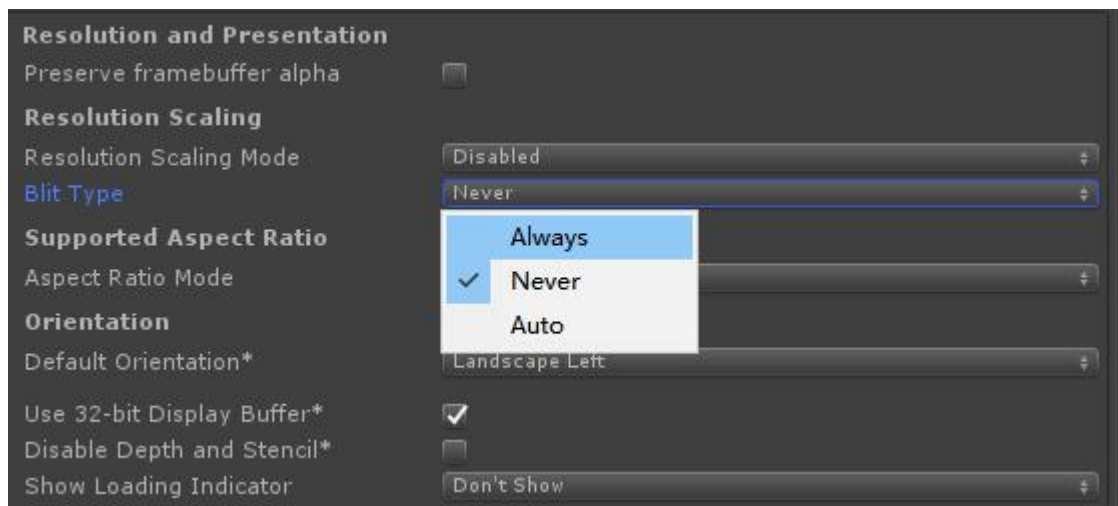 Resolution and Presentation
Preserve framebuffer alpha
Resolution Scaling
Resolution Scaling Mode Disabled
Blit Type Never
Always
Supported Aspect Ratio
Never
Aspect Ratio Mode
Auto
Orientation
Default Orientation* Landscape Left
Use 32-bit Display Buffer*
Disable Depth and Stencil*
Show Loading Indicator Don't Show